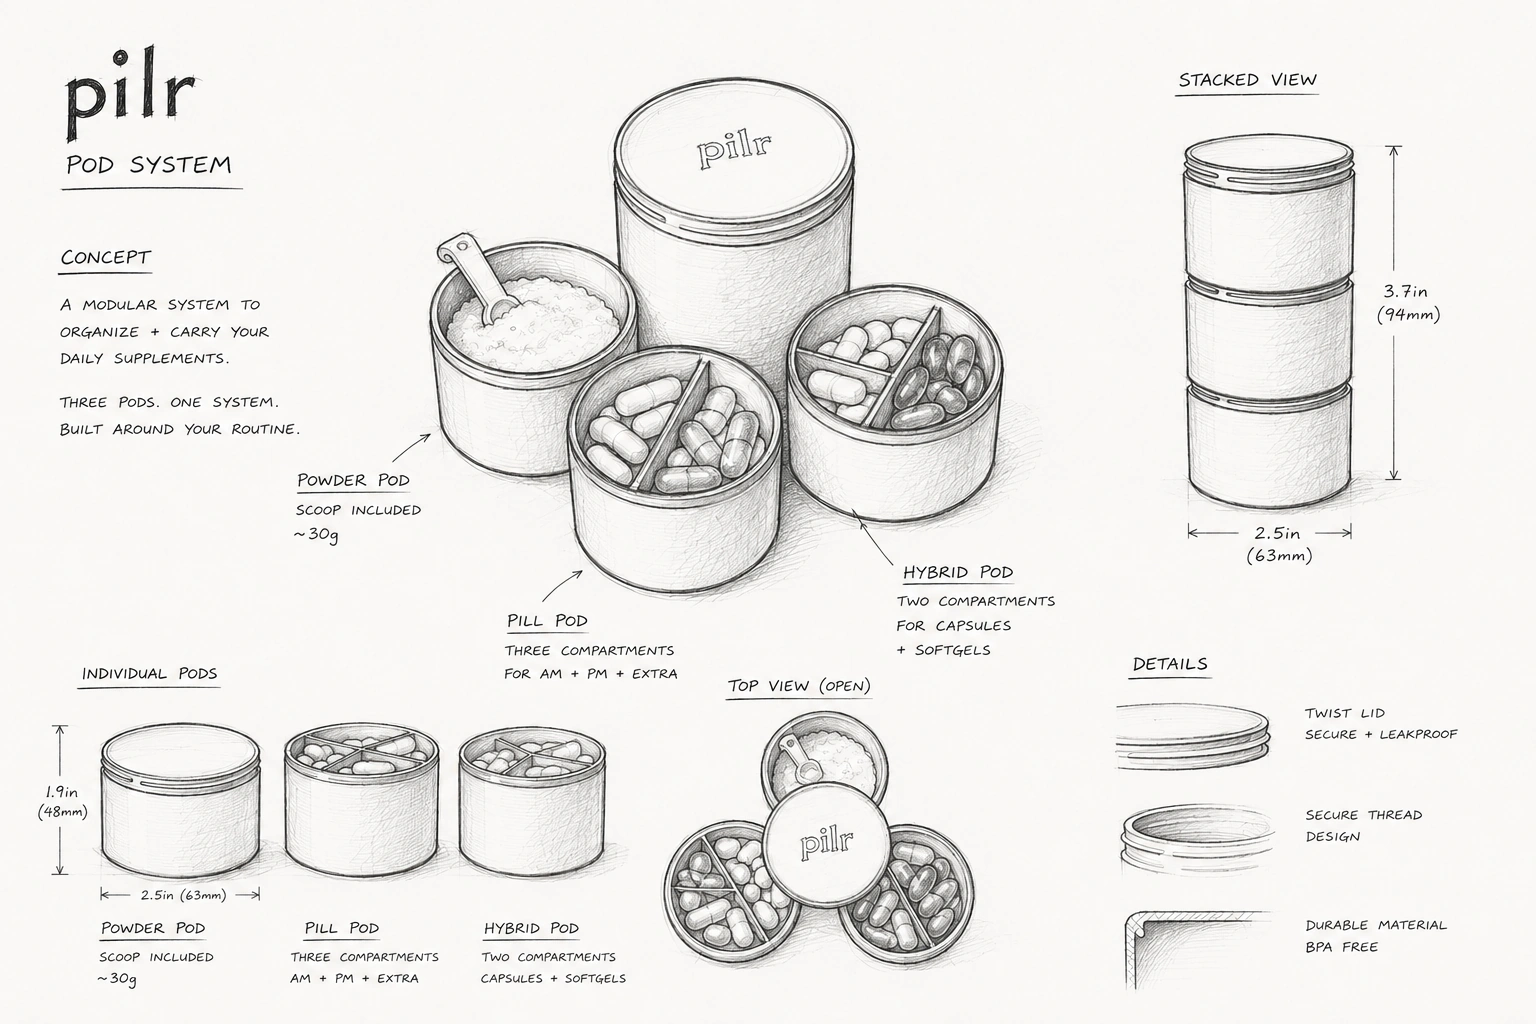 pilr
POD SYSTEM
CONCEPT
A MODULAR SYSTEM TO
ORGANIZE + CARRY YOUR
DAILY SUPPLEMENTS.
THREE PODS. ONE SYSTEM.
BUILT AROUND YOUR ROUTINE.
pilr
POWDER POD
SCOOP INCLUDED
~30g
PILL POD
THREE COMPARTMENTS
FOR AM + PM + EXTRA
HYBRID POD
TWO COMPARTMENTS
FOR CAPSULES
+ SOFTGELS
STACKED VIEW
3.7in
(94mm)
2.5in
(63mm)
INDIVIDUAL PODS
1.9in
(48mm)
2.5in (63mm)
POWDER POD
SCOOP INCLUDED
~30g
PILL POD
THREE COMPARTMENTS
AM + PM + EXTRA
HYBRID POD
TWO COMPARTMENTS
CAPSULES + SOFTGELS
TOP VIEW (OPEN)
pilr
DETAILS
TWIST LID
SECURE + LEAKPROOF
SECURE THREAD
DESIGN
DURABLE MATERIAL
BPA FREE